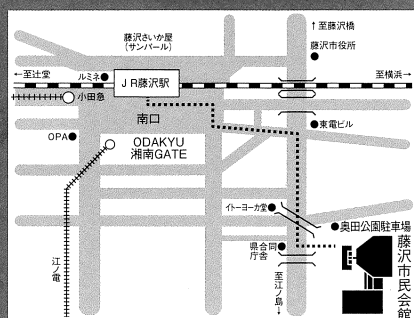 ↑至藤沢橋
藤沢さいか屋
(サンパール)
藤沢市役所
←至辻堂
ルミネ
JR藤沢駅
至横浜→
小田急
南口
東電ビル
OPA
ODAKYU
湘南GATE
イトーヨーカ堂
奥田公園駐車場
県合同
庁舎
江ノ電
至江ノ島→
藤沢市民会館